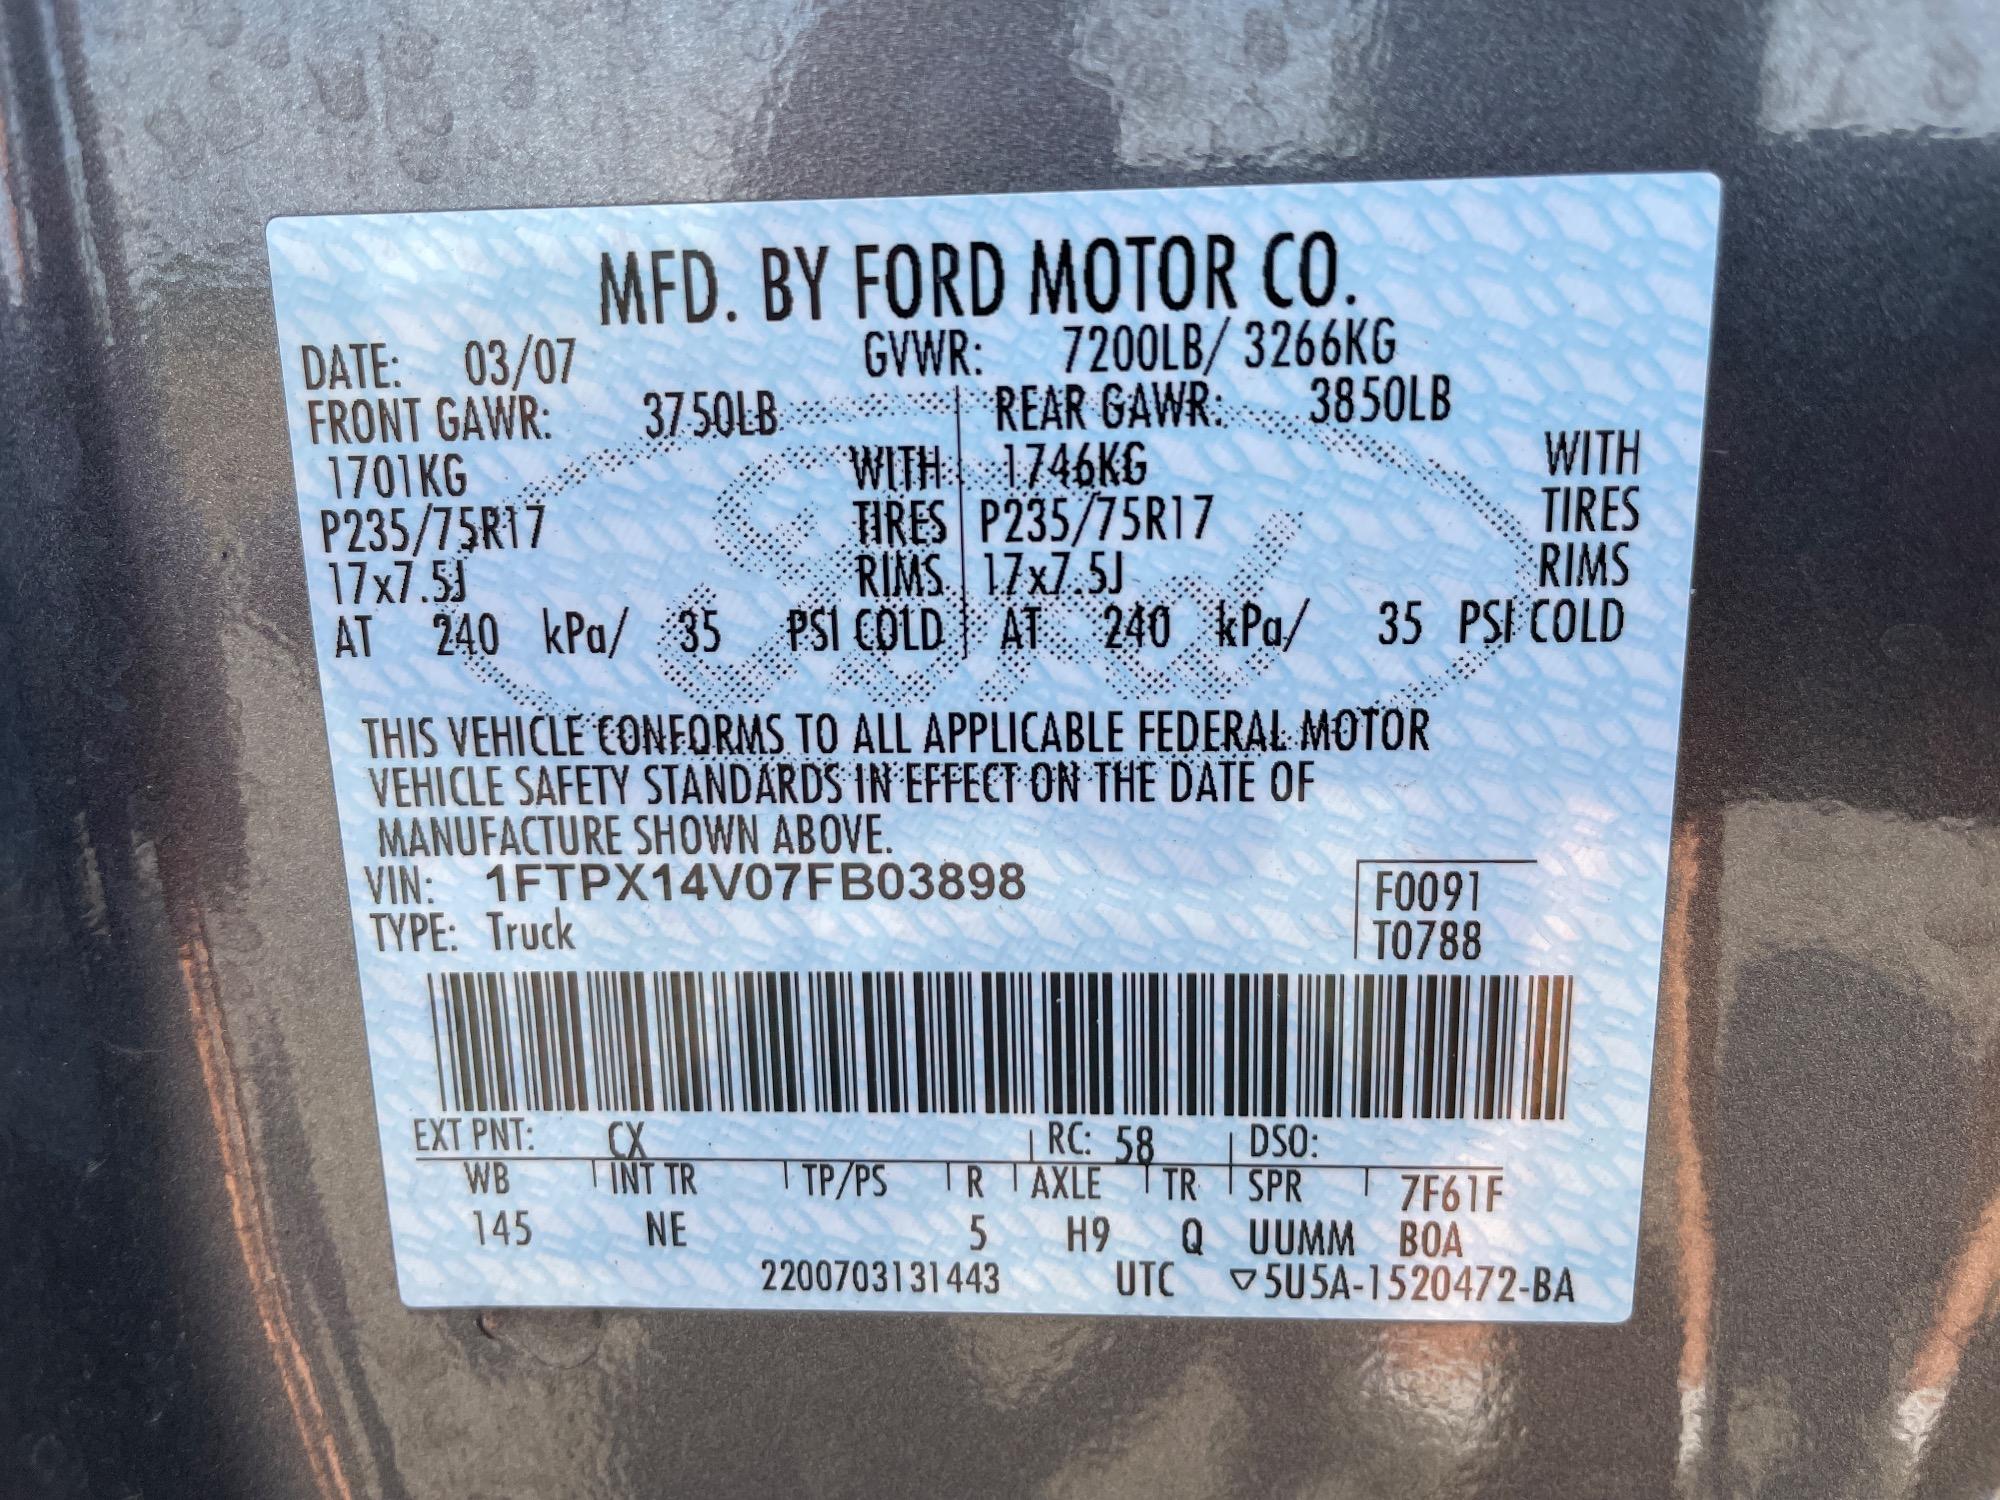 MFD. BY FORD MOTOR CO.
DATE: 03/07 GVWR: 7200LB/ 3266KG
FRONT GAWR: 3750LB REAR GAWR: 3850LB
1701KG WITH 1746KG WITH
P235/75R17 TIRES P235/75R17 TIRES
17x7.5J RIMS 17x7.5J RIMS
AT 240 kPa/ 35 PSI COLD AT 240 kPa/ 35 PSI COLD
Ford
THIS VEHICLE CONFORMS TO ALL APPLICABLE FEDERAL MOTOR
VEHICLE SAFETY STANDARDS IN EFFECT ON THE DATE OF
MANUFACTURE SHOWN ABOVE.
VIN: 1FTPX14V07FB03898 F0091
TYPE: Truck T0788
EXT PNT: CX RC: 58 DSO:
WB INT TR TP/PS R AXLE TR SPR 7F61F
145 NE 5 H9 Q UUMM BOA
2200703131443 UTC ▽5U5A-1520472-BA